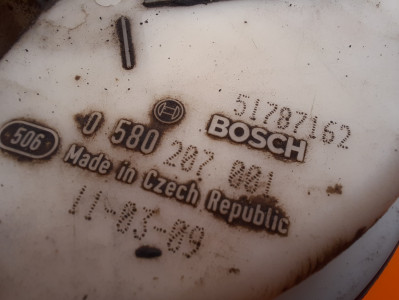 51787162
BOSCH
0 580 207 001
506
Made in Czech Republic
11-03-09